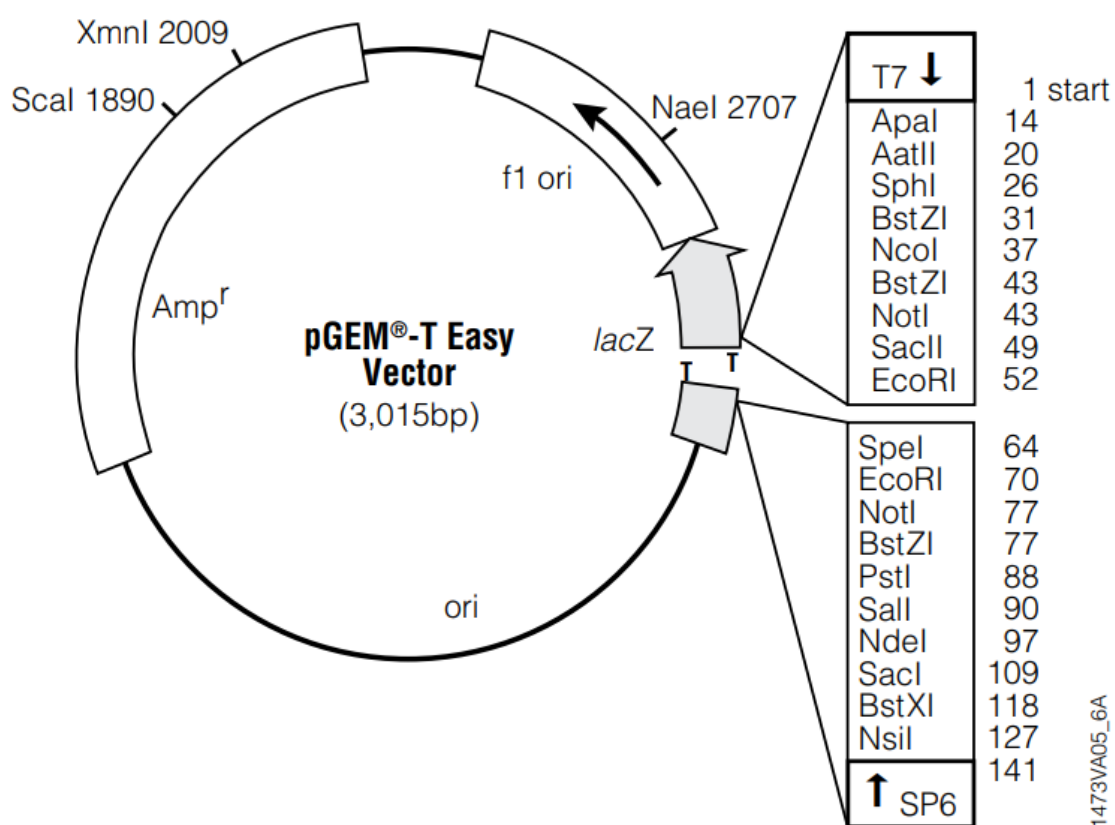 XmnI 2009
ScaI 1890
NaeI 2707
f1 ori
Ampʳ
pGEM®-T Easy
Vector
(3,015bp)
lacZ
T T
ori
T7 ↓
1 start
ApaI 14
AatII 20
SphI 26
BstZI 31
NcoI 37
BstZI 43
NotI 43
SacII 49
EcoRI 52
SpeI 64
EcoRI 70
NotI 77
BstZI 77
PstI 88
SalI 90
NdeI 97
SacI 109
BstXI 118
NsiI 127
141
↑ SP6
1473VA05_6A